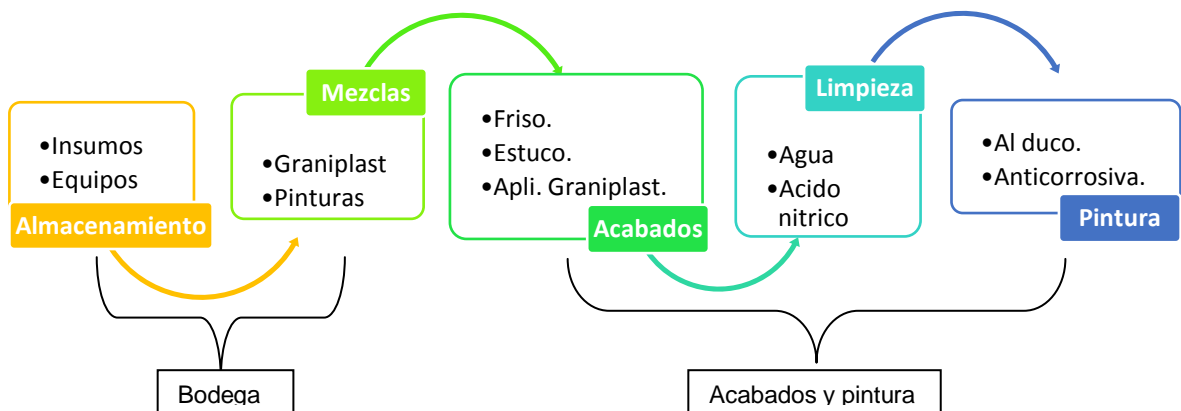 •Insumos
•Equipos
Almacenamiento
Mezclas
•Graniplast
•Pinturas
•Friso.
•Estuco.
•Apli. Graniplast.
Acabados
Limpieza
•Agua
•Acido
nitrico
•Al duco.
•Anticorrosiva.
Pintura
Bodega
Acabados y pintura